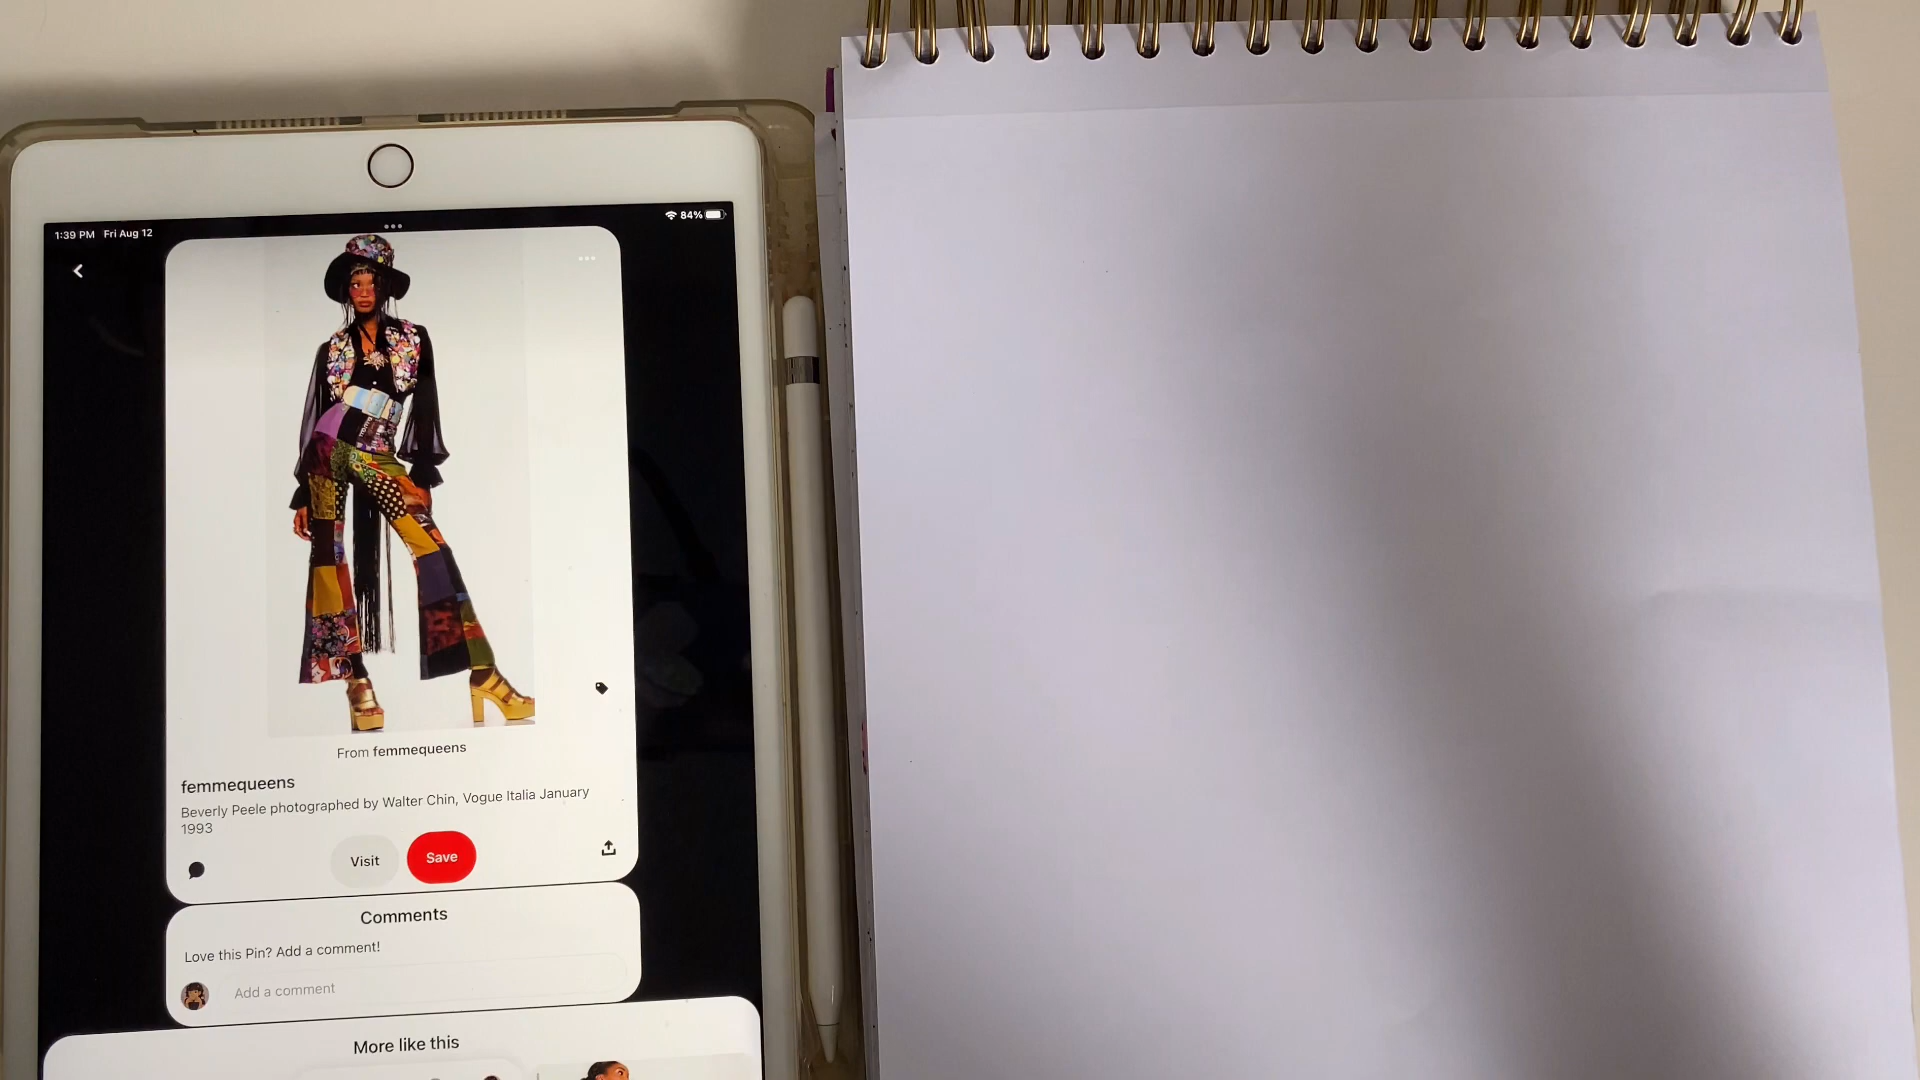 1:39 PM Fri Aug 12
84%
From femmequeens
femmequeens
Beverly Peele photographed by Walter Chin, Vogue Italia January
1993
Visit
Save
Comments
Love this Pin? Add a comment!
Add a comment
More like this